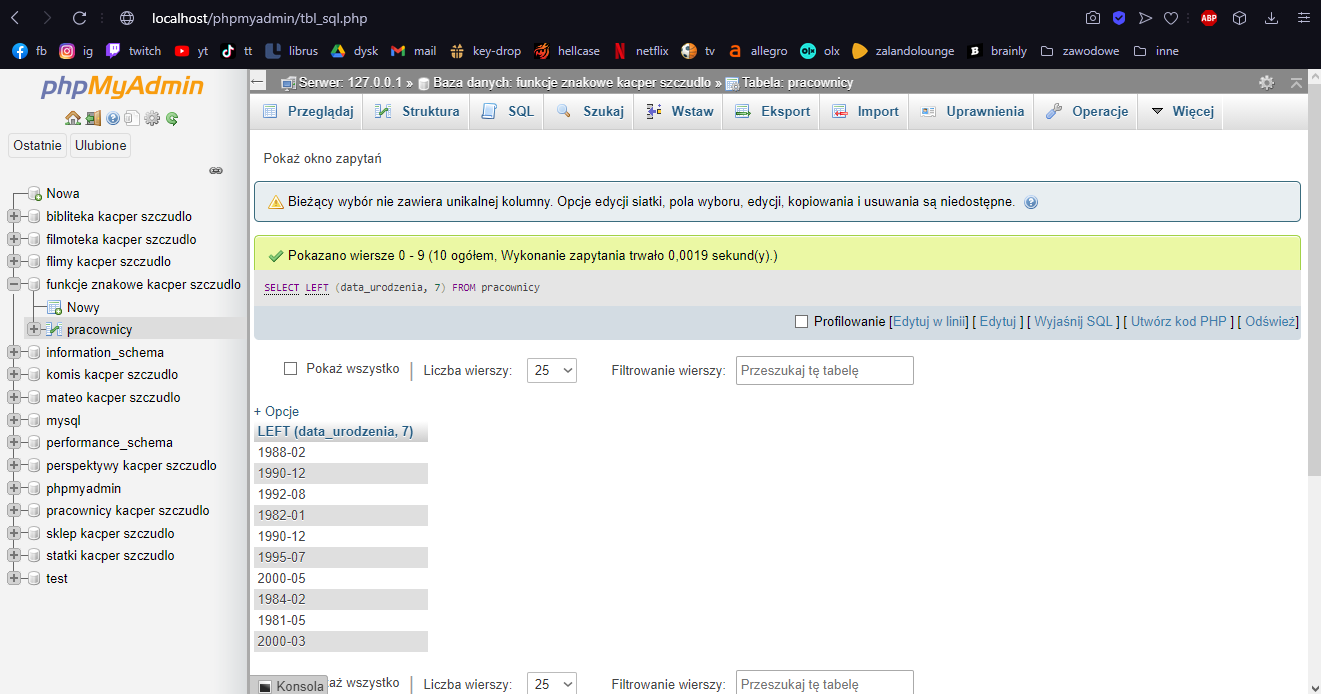 localhost/phpmyadmin/tbl_sql.php
ABP
fb ig twitch yt tt librus dysk mail key-drop hellcase netflix tv allegro olx zalandolounge brainly zawodowe inne
phpMyAdmin
Ostatnie Ulubione
Nowa
bibliteka kacper szczudlo
filmoteka kacper szczudlo
flimy kacper szczudlo
funkcje znakowe kacper szczudlo
Nowy
pracownicy
information_schema
komis kacper szczudlo
mateo kacper szczudlo
mysql
performance_schema
perspektywy kacper szczudlo
phpmyadmin
pracownicy kacper szczudlo
sklep kacper szczudlo
statki kacper szczudlo
test
Serwer: 127.0.0.1 » Baza danych: funkcje znakowe kacper szczudlo » Tabela: pracownicy
Przeglądaj Struktura SQL Szukaj Wstaw Eksport Import Uprawnienia Operacje Więcej
Pokaż okno zapytań
Bieżący wybór nie zawiera unikalnej kolumny. Opcje edycji siatki, pola wyboru, edycji, kopiowania i usuwania są niedostępne.
Pokazano wiersze 0 - 9 (10 ogółem, Wykonanie zapytania trwało 0,0019 sekund(y).)
SELECT LEFT (data_urodzenia, 7) FROM pracownicy
Profilowanie [Edytuj w linii] [ Edytuj ] [ Wyjaśnij SQL ] [ Utwórz kod PHP ] [ Odśwież]
Pokaż wszystko | Liczba wierszy: 25 Filtrowanie wierszy: Przeszukaj tę tabelę
+ Opcje
LEFT (data_urodzenia, 7)
1988-02
1990-12
1992-08
1982-01
1990-12
1995-07
2000-05
1984-02
1981-05
2000-03
Konsola aż wszystko | Liczba wierszy: 25 Filtrowanie wierszy: Przeszukaj tę tabelę